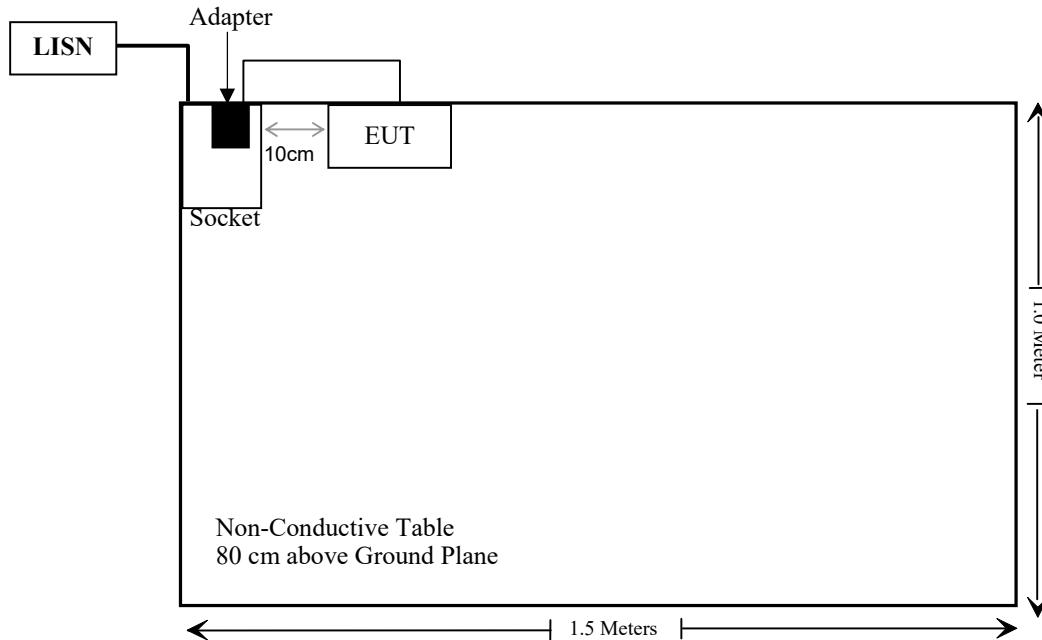 Adapter
LISN
EUT
10cm
Socket
1.0 Meter
Non-Conductive Table
80 cm above Ground Plane
1.5 Meters